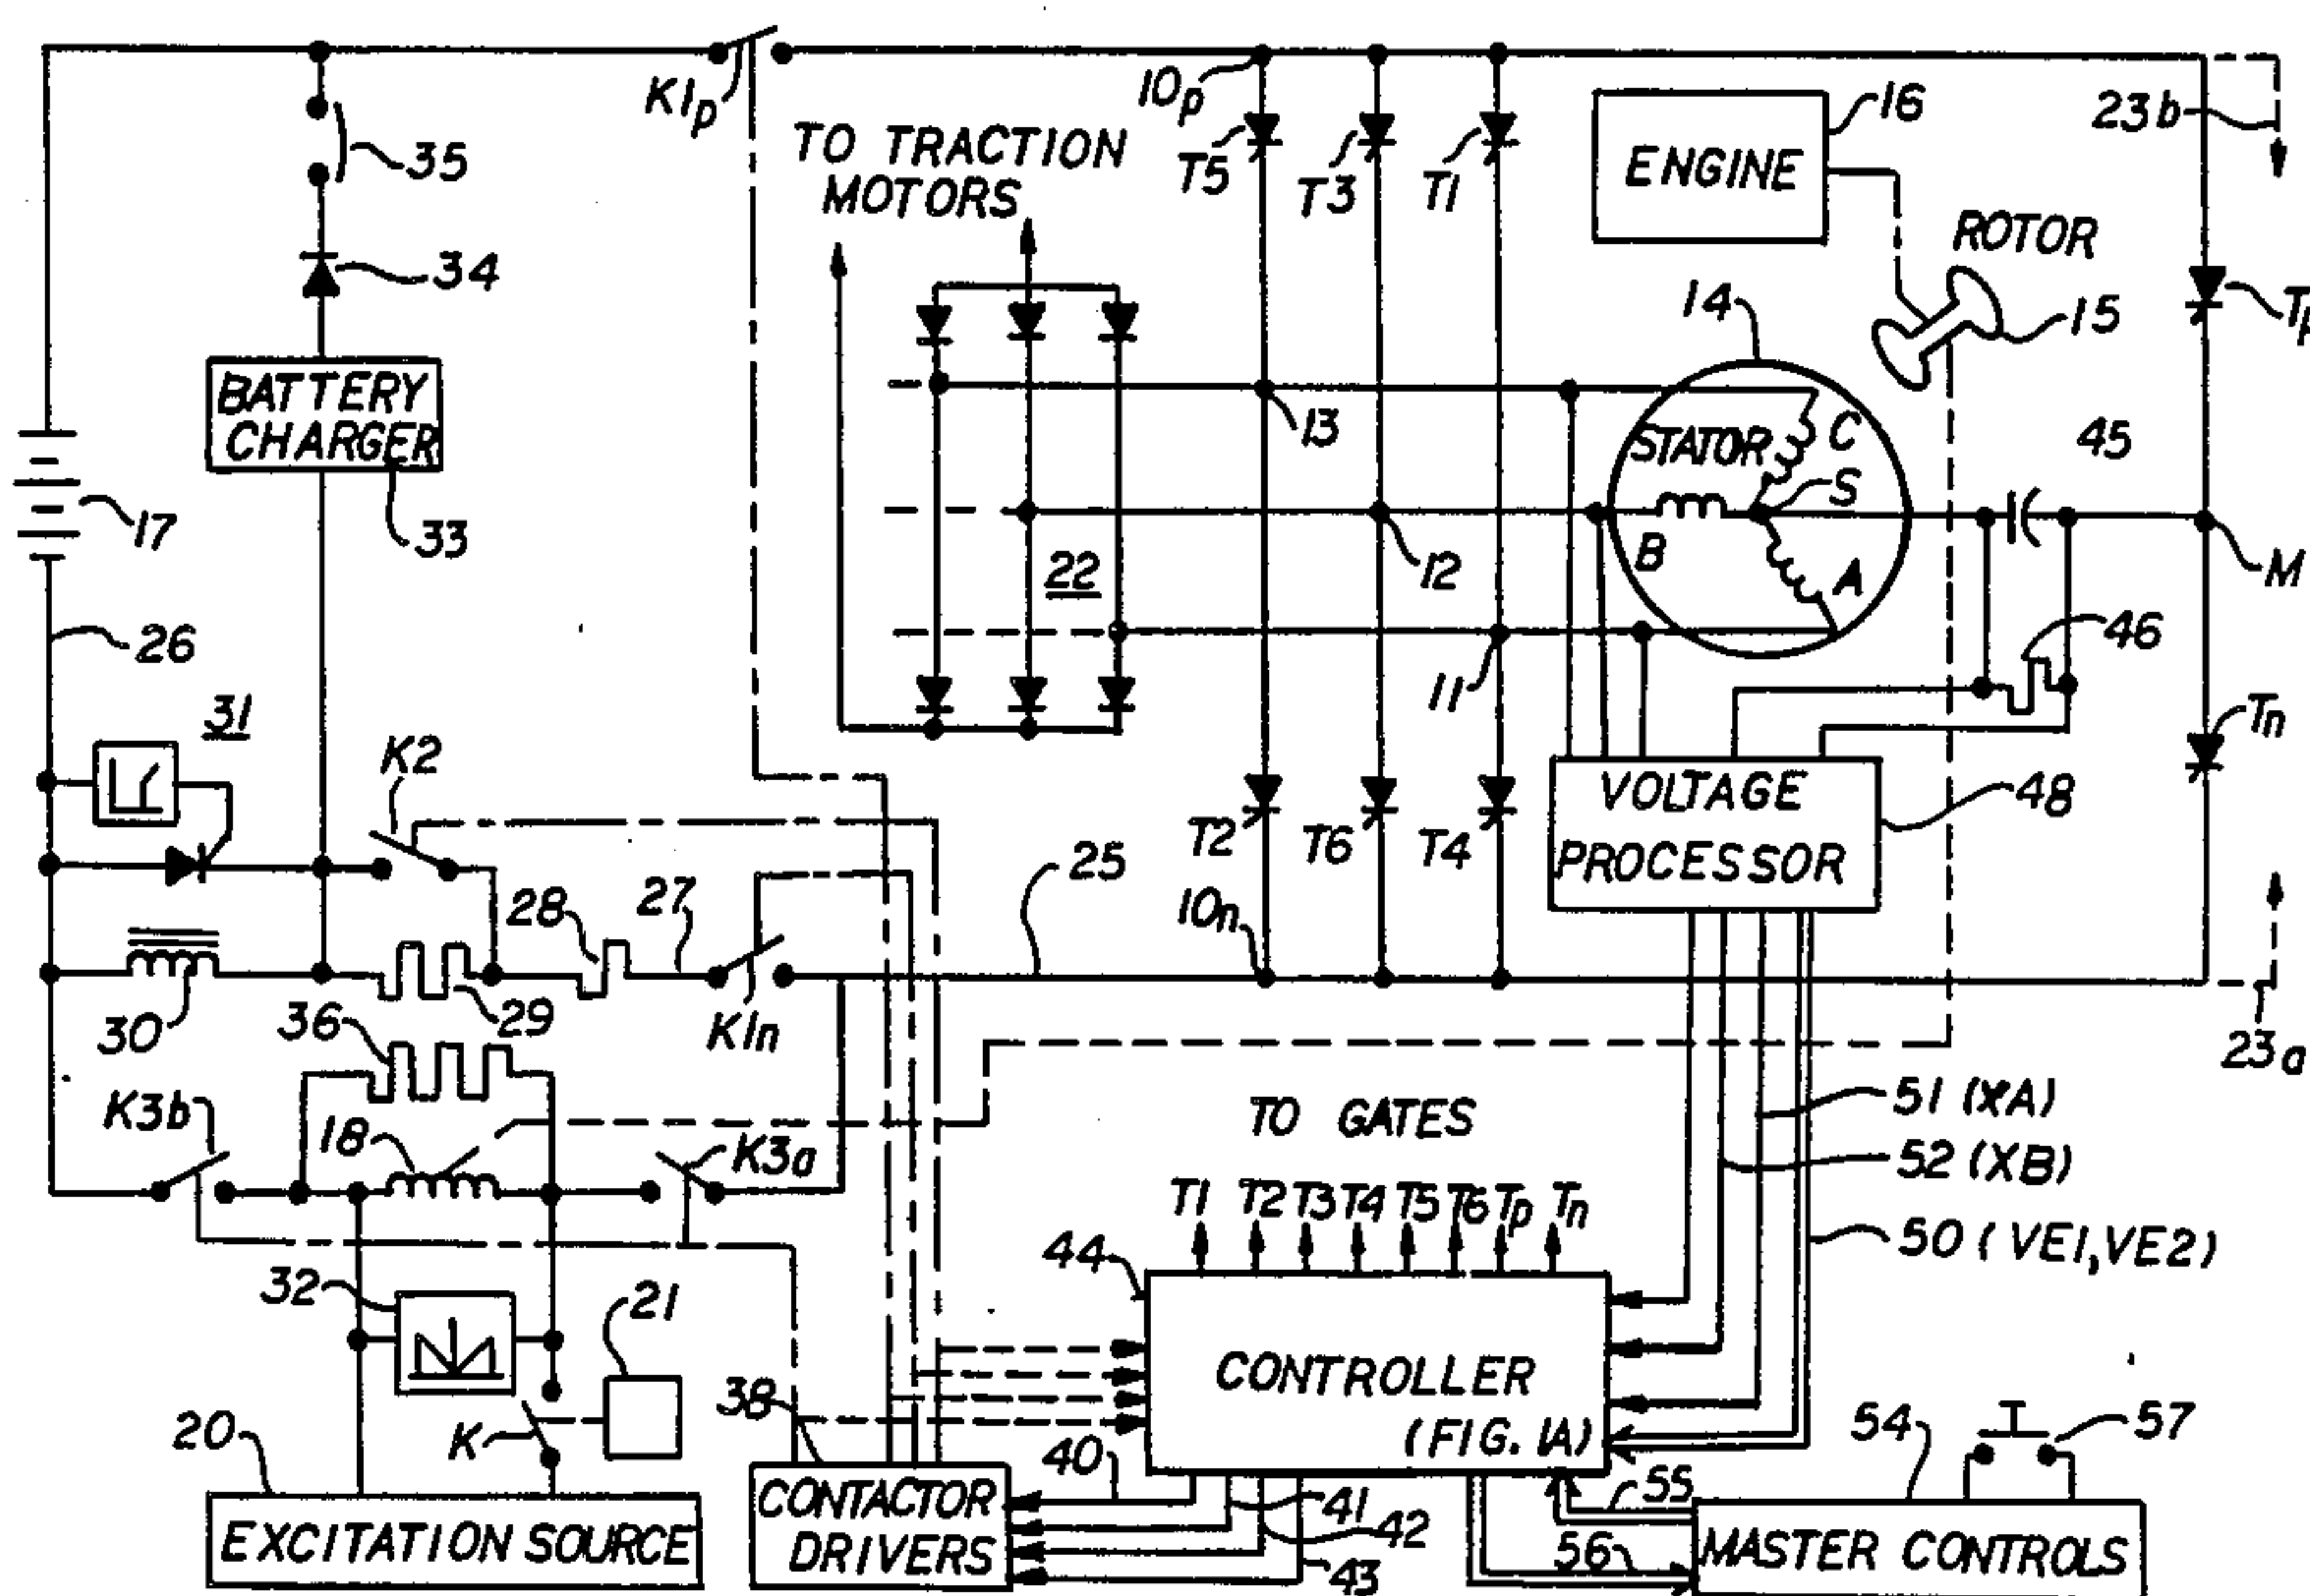 K1p
10p
16
23b
35
TO TRACTION
MOTORS
T5
T3
T1
ENGINE
ROTOR
34
14
15
Tp
BATTERY
CHARGER
13
STATOR
C
45
S
17
33
22
12
B
A
M
26
46
31
11
Tn
K2
VOLTAGE
PROCESSOR
48
T2
T6
T4
25
28
27
10n
30
29
K1n
36
23a
K3b
18
K3a
TO GATES
51 (XA)
52 (XB)
T1 T2 T3 T4 T5 T6 Tp Tn
44
50 (VE1, VE2)
32
21
CONTROLLER
(FIG. 1A)
38
K
20
40
54
57
EXCITATION SOURCE
CONTACTOR
DRIVERS
41
42
43
55
56
MASTER CONTROLS